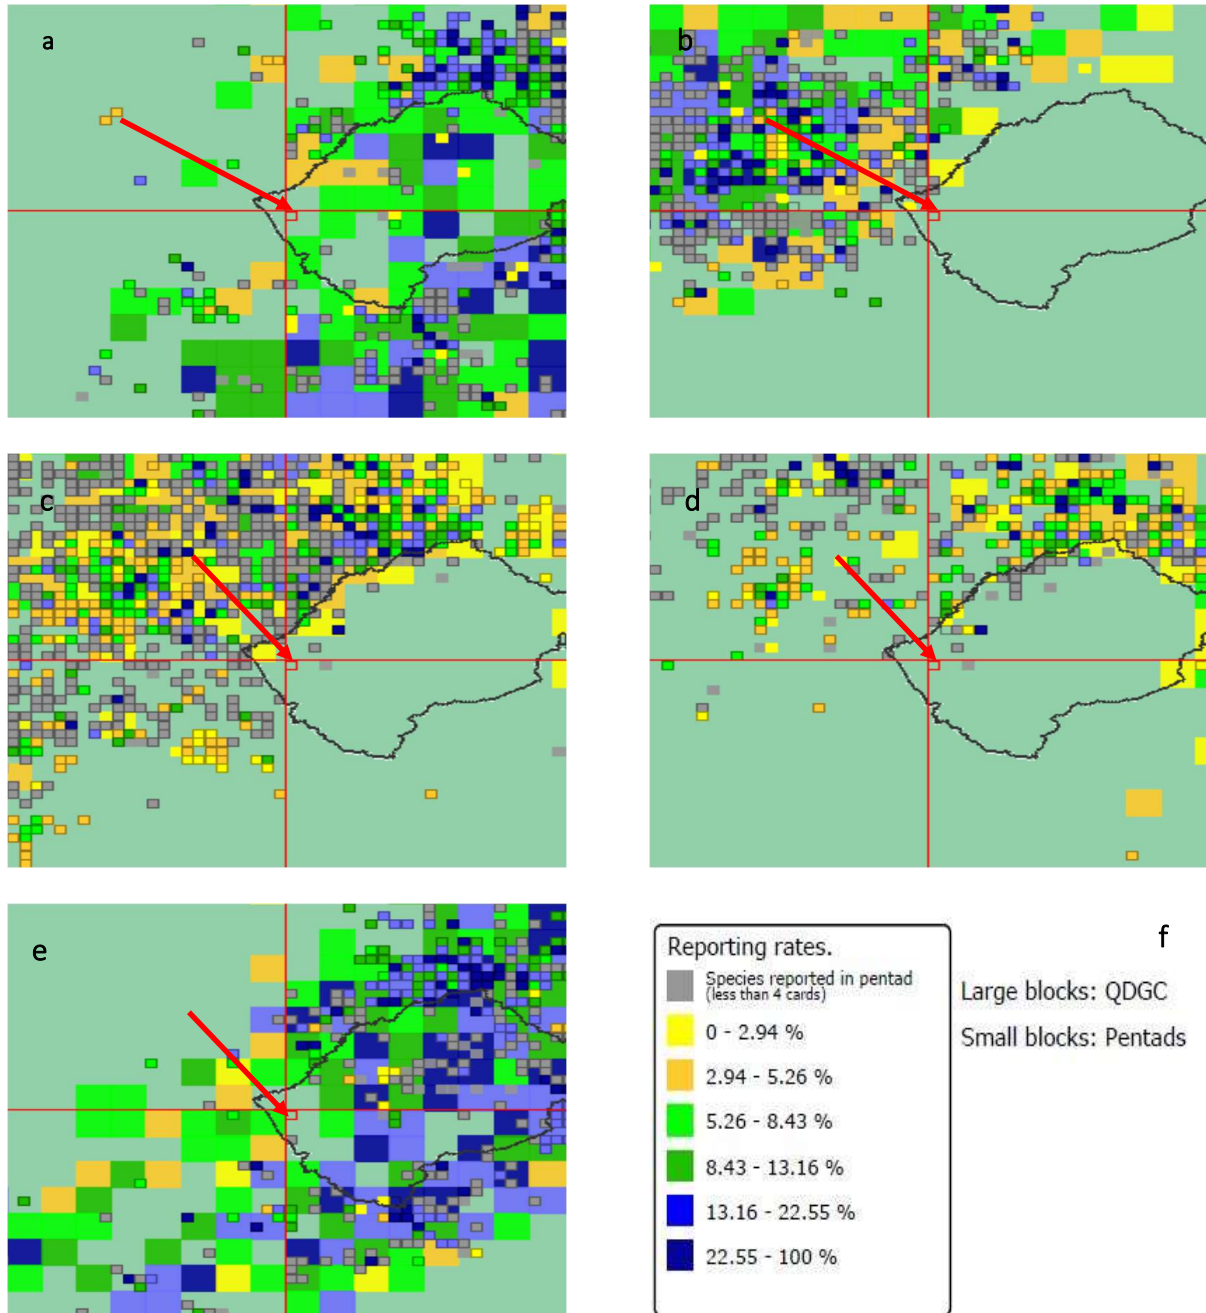 a
b
c
d
e
f
Reporting rates.
Species reported in pentad
(less than 4 cards)
0 - 2.94 %
2.94 - 5.26 %
5.26 - 8.43 %
8.43 - 13.16 %
13.16 - 22.55 %
22.55 - 100 %
Large blocks: QDGC
Small blocks: Pentads